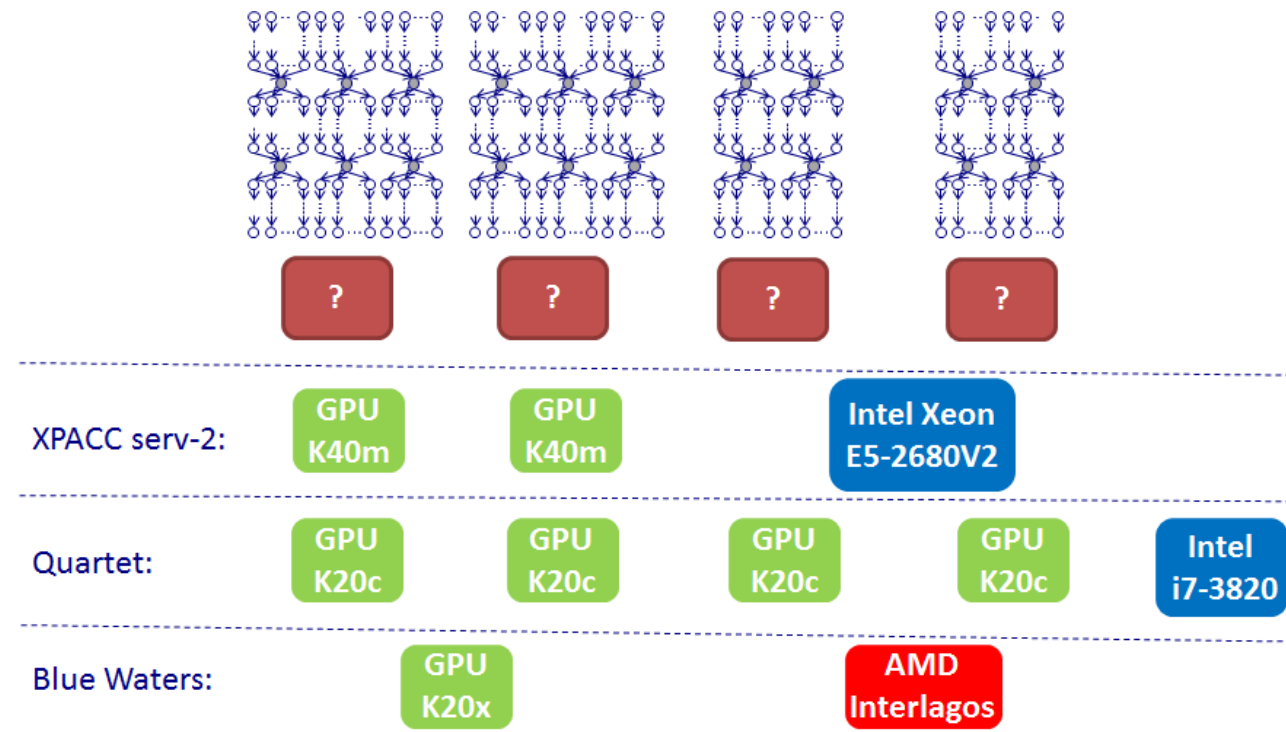 ?
?
?
?
XPACC serv-2:
GPU
K40m
GPU
K40m
Intel Xeon
E5-2680V2
Quartet:
GPU
K20c
GPU
K20c
GPU
K20c
GPU
K20c
Intel
i7-3820
Blue Waters:
GPU
K20x
AMD
Interlagos